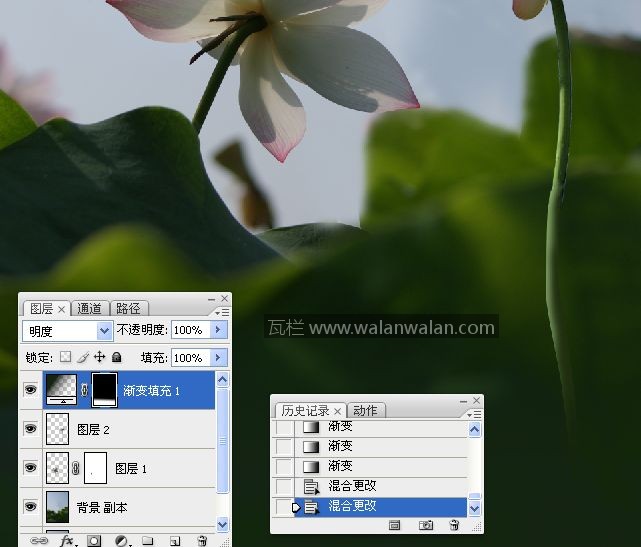 瓦栏 www.walanwalan.com
图层 × 通道 路径
明度 不透明度: 100%
锁定: 填充: 100%
渐变填充 1
图层 2
图层 1
背景 副本
fx
历史记录 × 动作
渐变
渐变
渐变
混合更改
混合更改